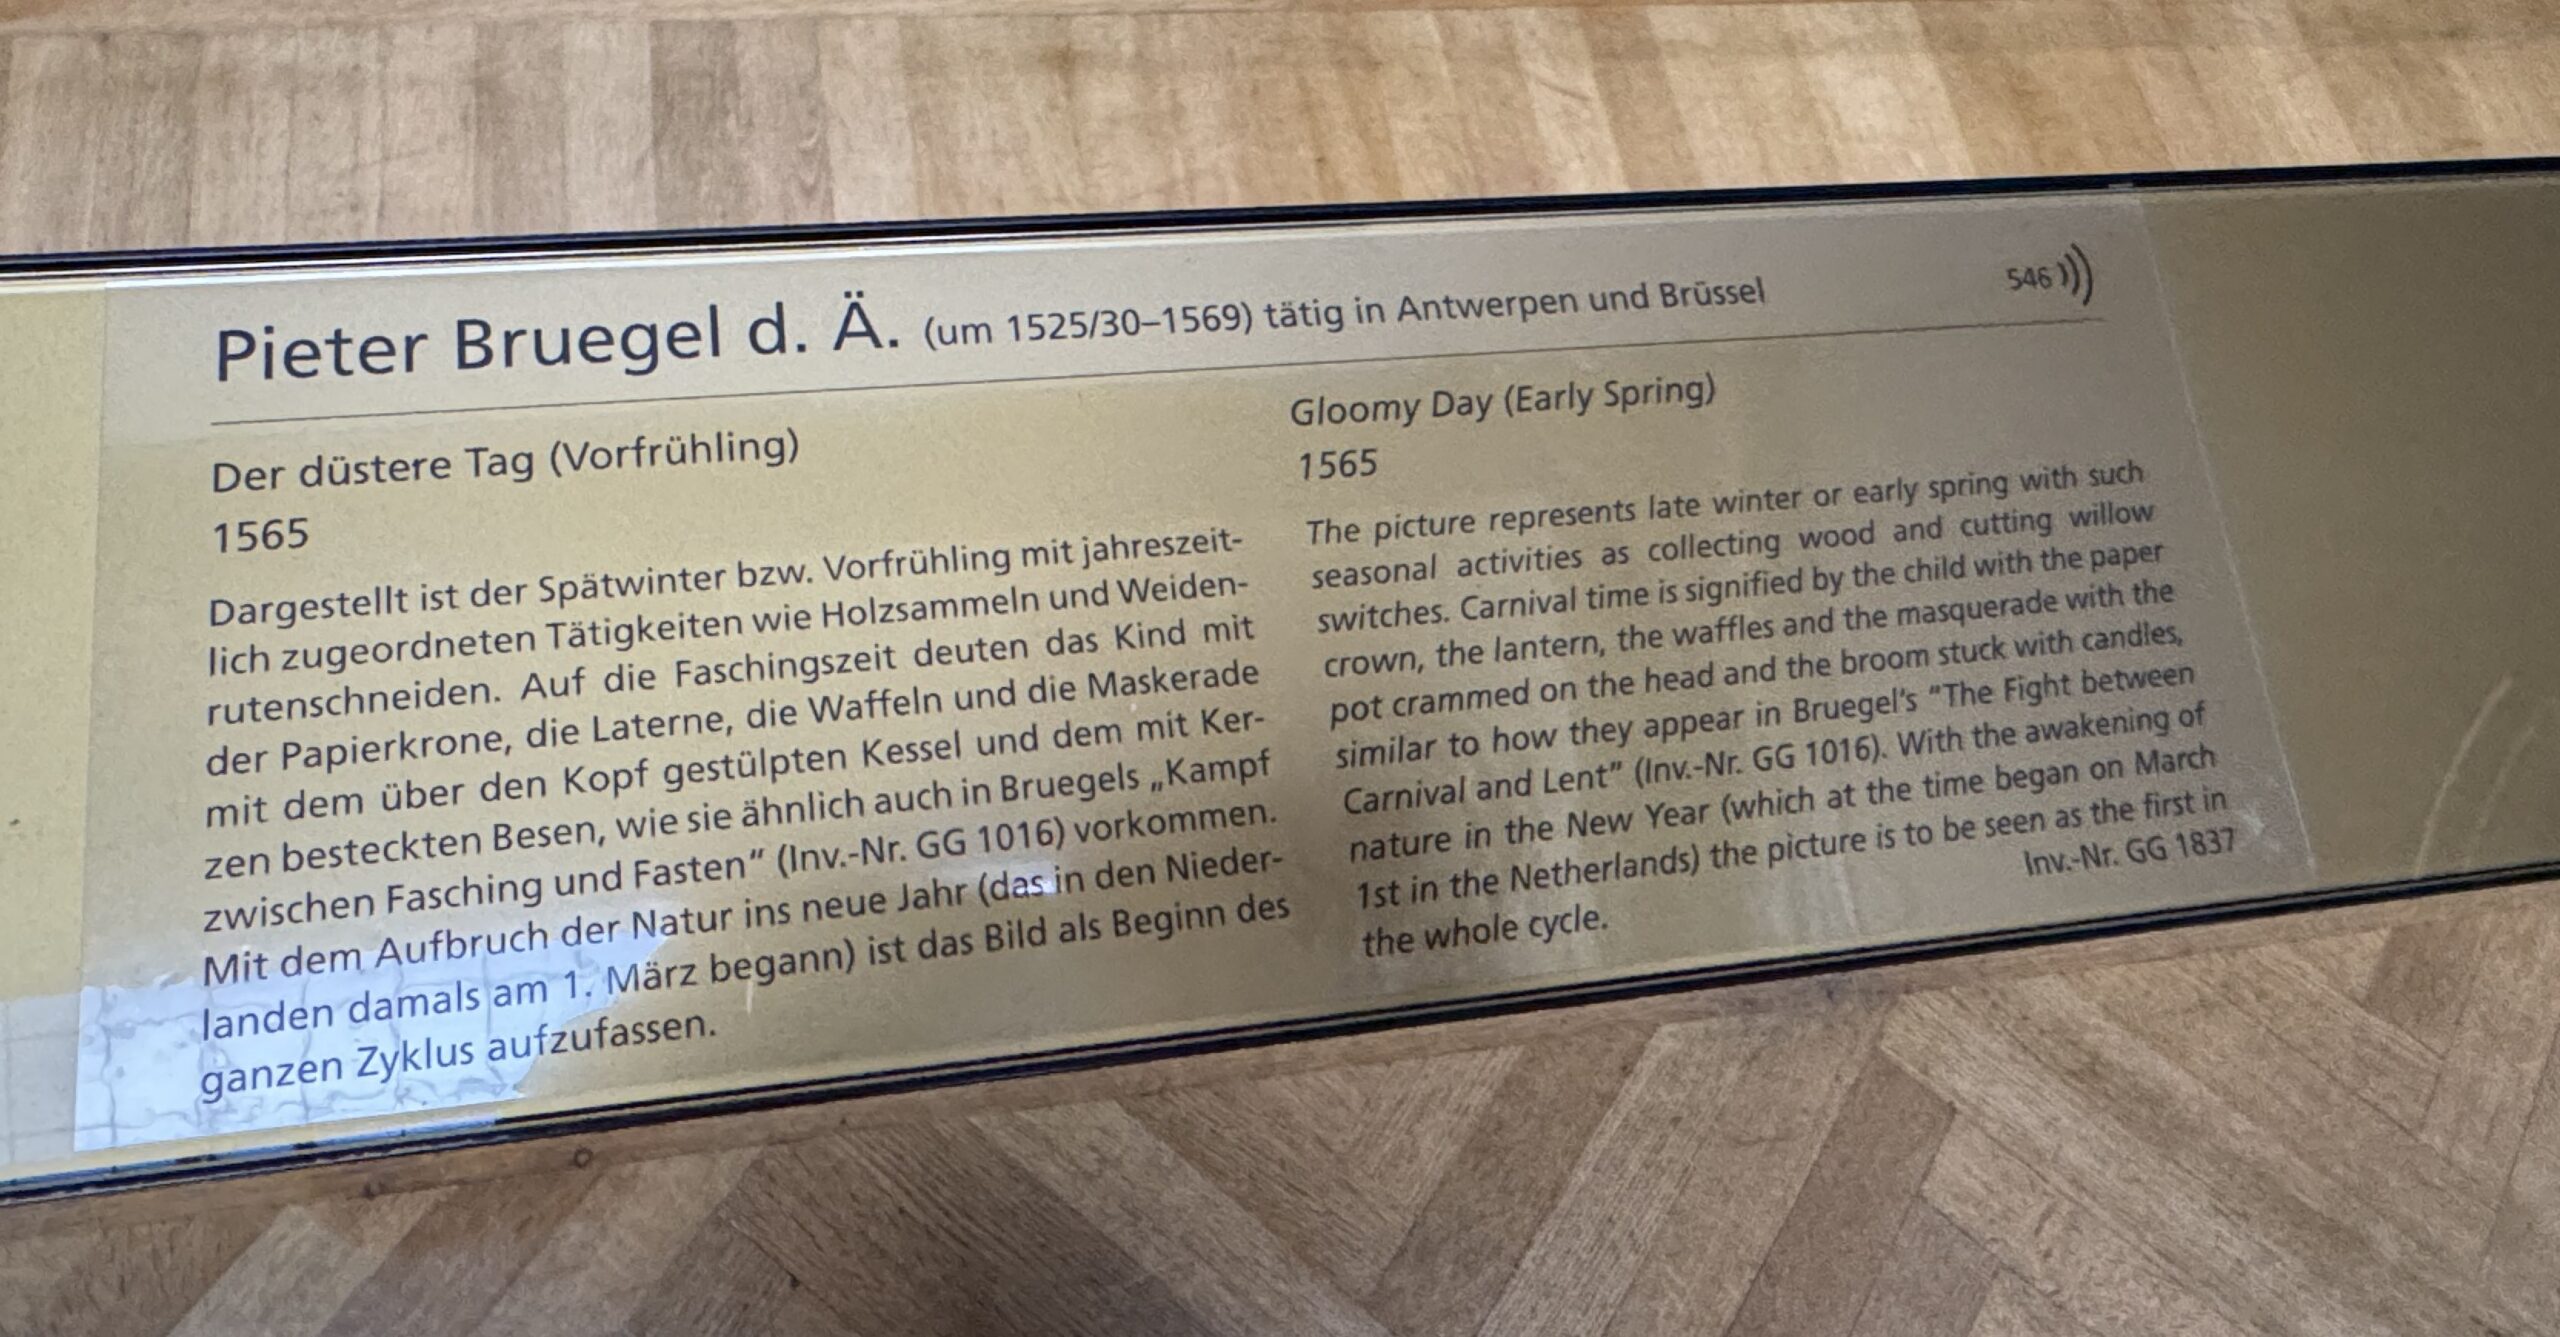 Pieter Bruegel d. Ä. (um 1525/30–1569) tätig in Antwerpen und Brüssel
546
Der düstere Tag (Vorfrühling)
1565
Dargestellt ist der Spätwinter bzw. Vorfrühling mit jahreszeit-
lich zugeordneten Tätigkeiten wie Holzsammeln und Weiden-
rutenschneiden. Auf die Faschingszeit deuten das Kind mit
der Papierkrone, die Laterne, die Waffeln und die Maskerade
mit dem über den Kopf gestülpten Kessel und dem mit Ker-
zen besteckten Besen, wie sie ähnlich auch in Bruegels „Kampf
zwischen Fasching und Fasten“ (Inv.-Nr. GG 1016) vorkommen.
Mit dem Aufbruch der Natur ins neue Jahr (das in den Nieder-
landen damals am 1. März begann) ist das Bild als Beginn des
ganzen Zyklus aufzufassen.
Gloomy Day (Early Spring)
1565
The picture represents late winter or early spring with such
seasonal activities as collecting wood and cutting willow
switches. Carnival time is signified by the child with the paper
crown, the lantern, the waffles and the masquerade with the
pot crammed on the head and the broom stuck with candles,
similar to how they appear in Bruegel's "The Fight between
Carnival and Lent" (Inv.-Nr. GG 1016). With the awakening of
nature in the New Year (which at the time began on March
1st in the Netherlands) the picture is to be seen as the first in
the whole cycle.
Inv.-Nr. GG 1837